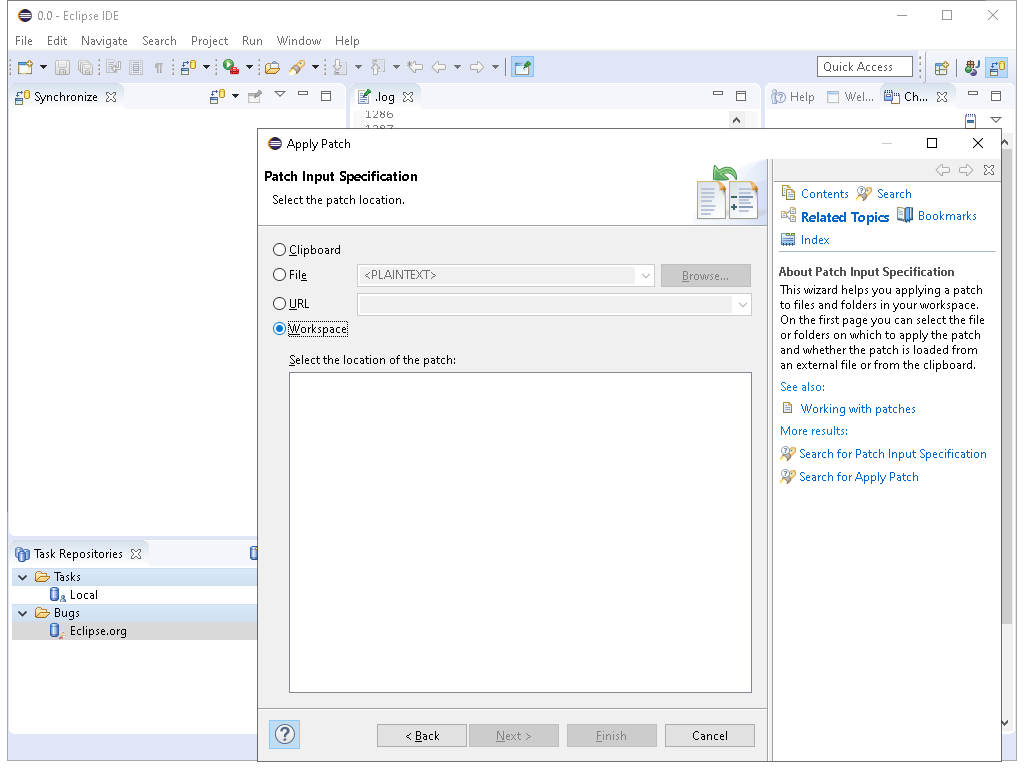 0.0 - Eclipse IDE
File Edit Navigate Search Project Run Window Help
Quick Access
Synchronize
.log
Help
Wel...
Ch...
1286
1287
Apply Patch
Patch Input Specification
Select the patch location.
Clipboard
File <PLAINTEXT> Browse...
URL
Workspace
Select the location of the patch:
< Back Next > Finish Cancel
Contents Search
Related Topics Bookmarks
Index
About Patch Input Specification
This wizard helps you applying a patch
to files and folders in your workspace.
On the first page you can select the file
or folders on which to apply the patch
and whether the patch is loaded from
an external file or from the clipboard.
See also:
Working with patches
More results:
Search for Patch Input Specification
Search for Apply Patch
Task Repositories
Tasks
Local
Bugs
Eclipse.org